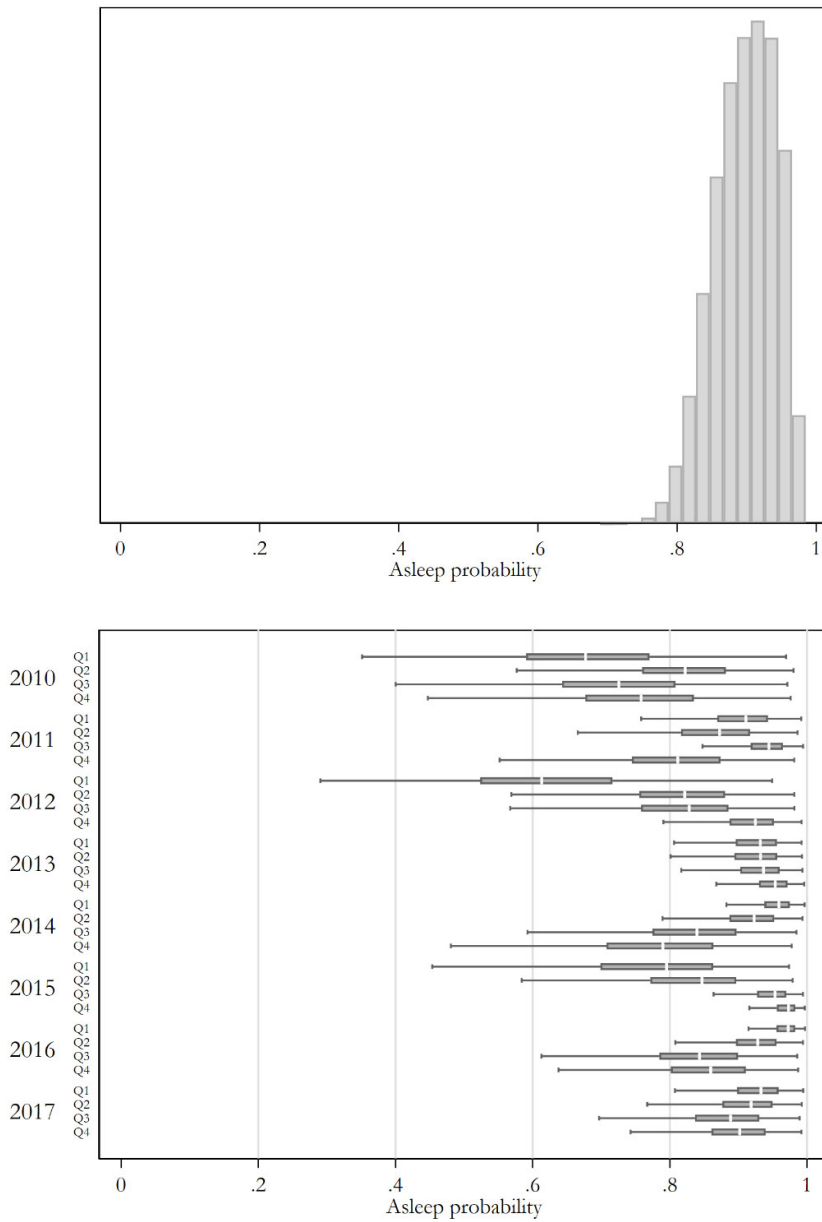 0 .2 .4 .6 .8 1
Asleep probability
2010
Q1
Q2
Q3
Q4
2011
Q1
Q2
Q3
Q4
2012
Q1
Q2
Q3
Q4
2013
Q1
Q2
Q3
Q4
2014
Q1
Q2
Q3
Q4
2015
Q1
Q2
Q3
Q4
2016
Q1
Q2
Q3
Q4
2017
Q1
Q2
Q3
Q4
0 .2 .4 .6 .8 1
Asleep probability